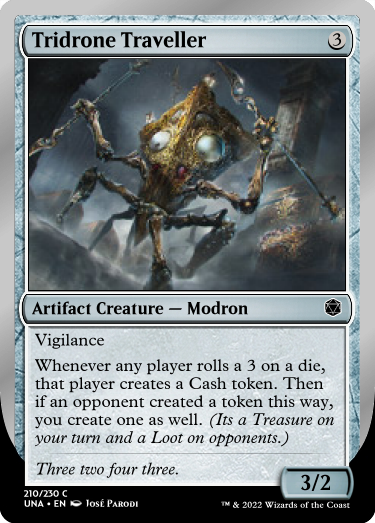 Tridrone Traveller 3
Artifact Creature — Modron
Vigilance
Whenever any player rolls a 3 on a die,
that player creates a Cash token. Then
if an opponent created a token this way,
you create one as well. (Its a Treasure on
your turn and a Loot on opponents.)
Three two four three.
3/2
210/230 C
UNA • EN José Parodi
™ & 2022 Wizards of the Coast